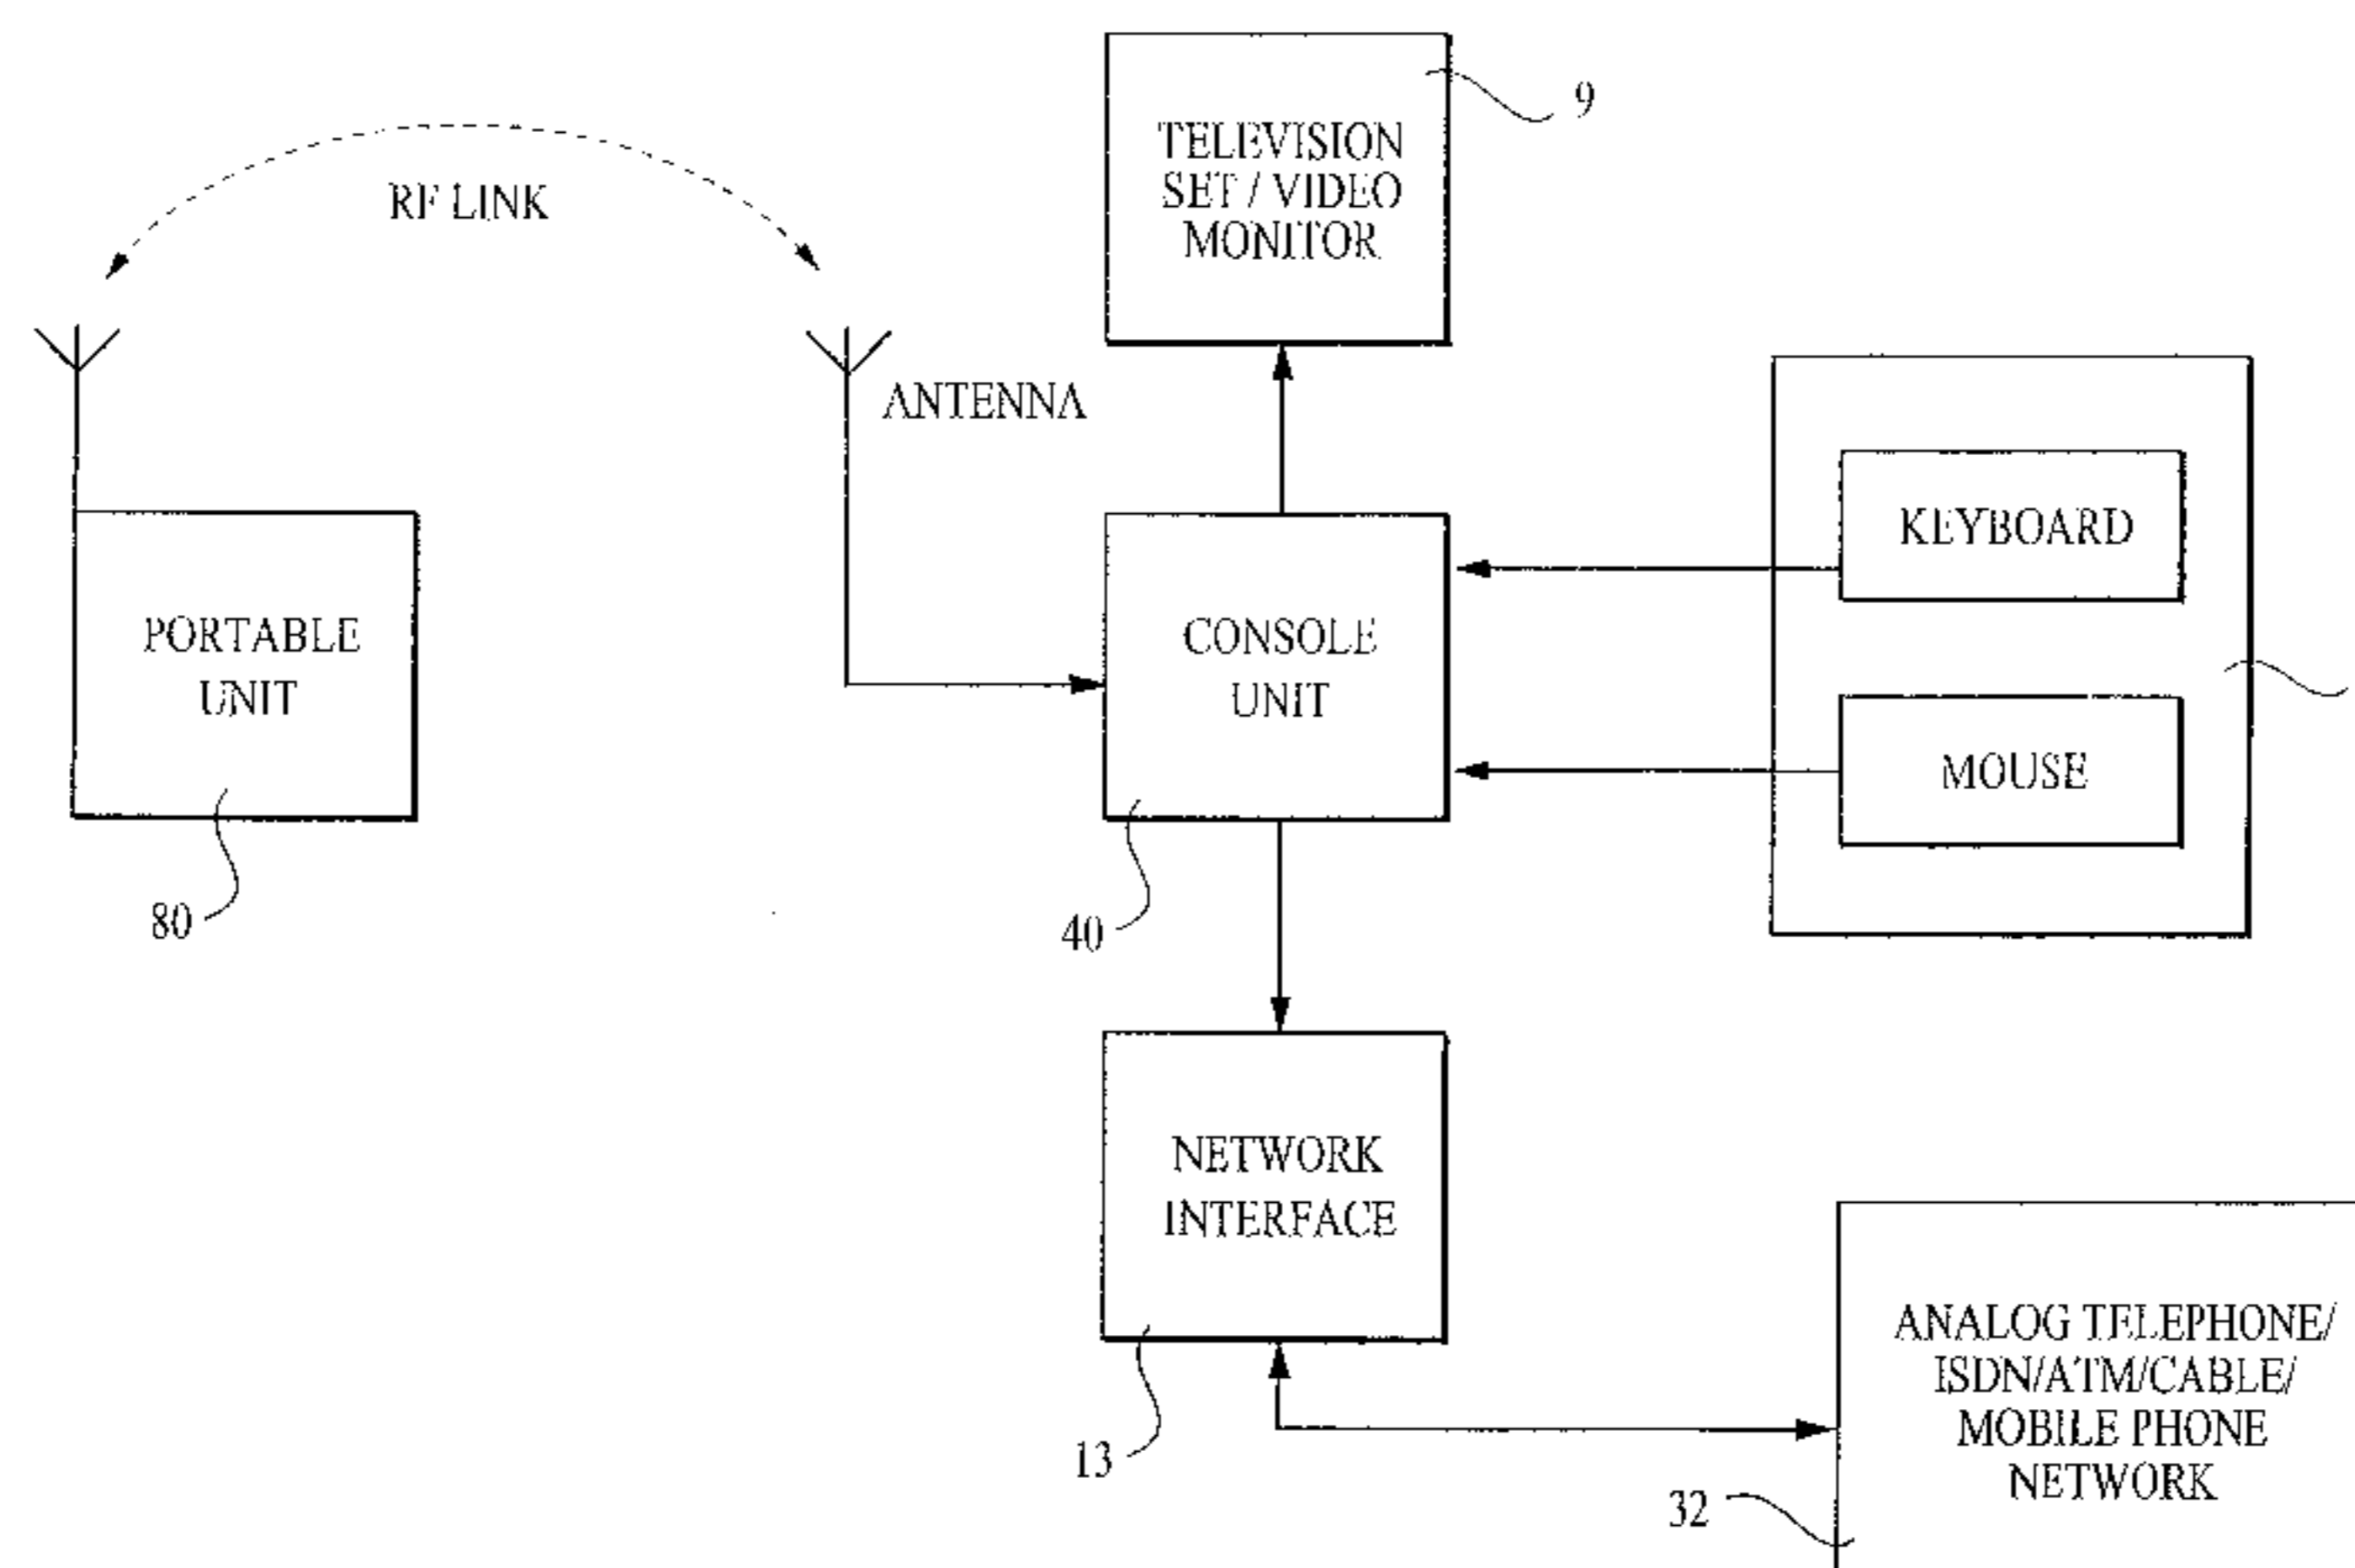 9
TELEVISION
SET / VIDEO
MONITOR
RF LINK
ANTENNA
KEYBOARD
PORTABLE
UNIT
CONSOLE
UNIT
MOUSE
80
40
NETWORK
INTERFACE
13
ANALOG TELEPHONE/
ISDN/ATM/CABLE/
MOBILE PHONE
NETWORK
32